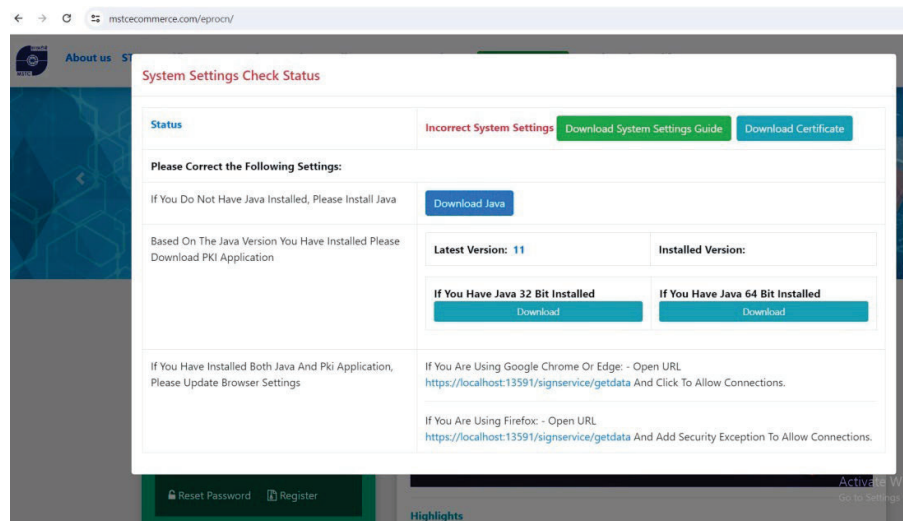 mstcecommerce.com/eprocn/
MSTC
About us ST
System Settings Check Status
Status
Incorrect System Settings Download System Settings Guide Download Certificate
Please Correct the Following Settings:
If You Do Not Have Java Installed, Please Install Java
Download Java
Based On The Java Version You Have Installed Please
Download PKI Application
Latest Version: 11 Installed Version:
If You Have Java 32 Bit Installed If You Have Java 64 Bit Installed
Download Download
If You Have Installed Both Java And Pki Application,
Please Update Browser Settings
If You Are Using Google Chrome Or Edge: - Open URL
https://localhost:13591/signservice/getdata And Click To Allow Connections.
If You Are Using Firefox: - Open URL
https://localhost:13591/signservice/getdata And Add Security Exception To Allow Connections.
Reset Password Register
Highlights
Activate W
Go to Settings